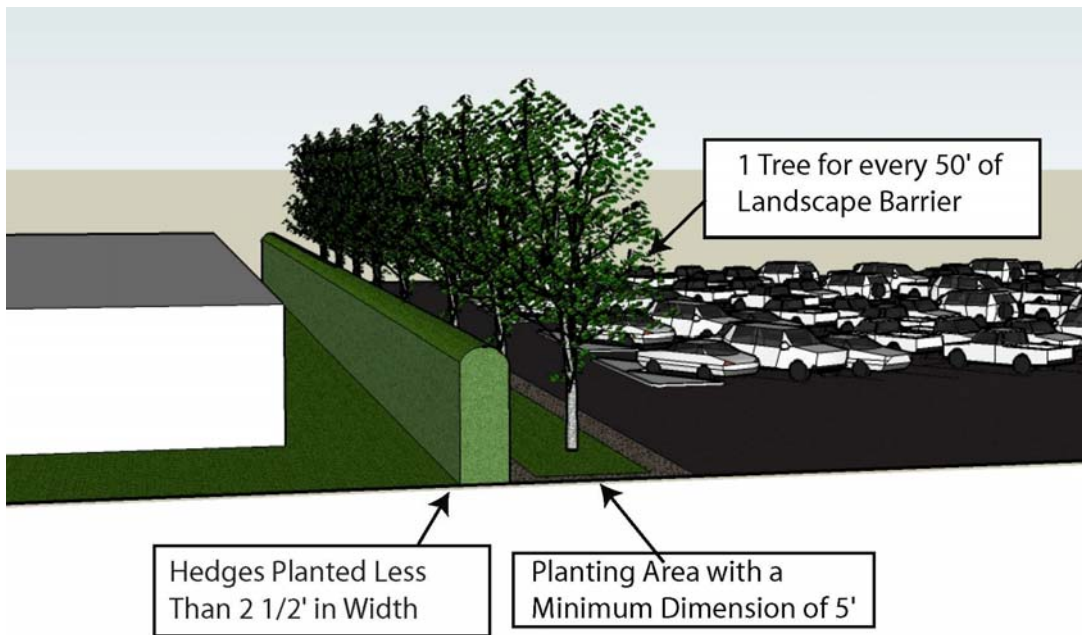 1 Tree for every 50' of
Landscape Barrier
Hedges Planted Less
Than 2 1/2' in Width
Planting Area with a
Minimum Dimension of 5'